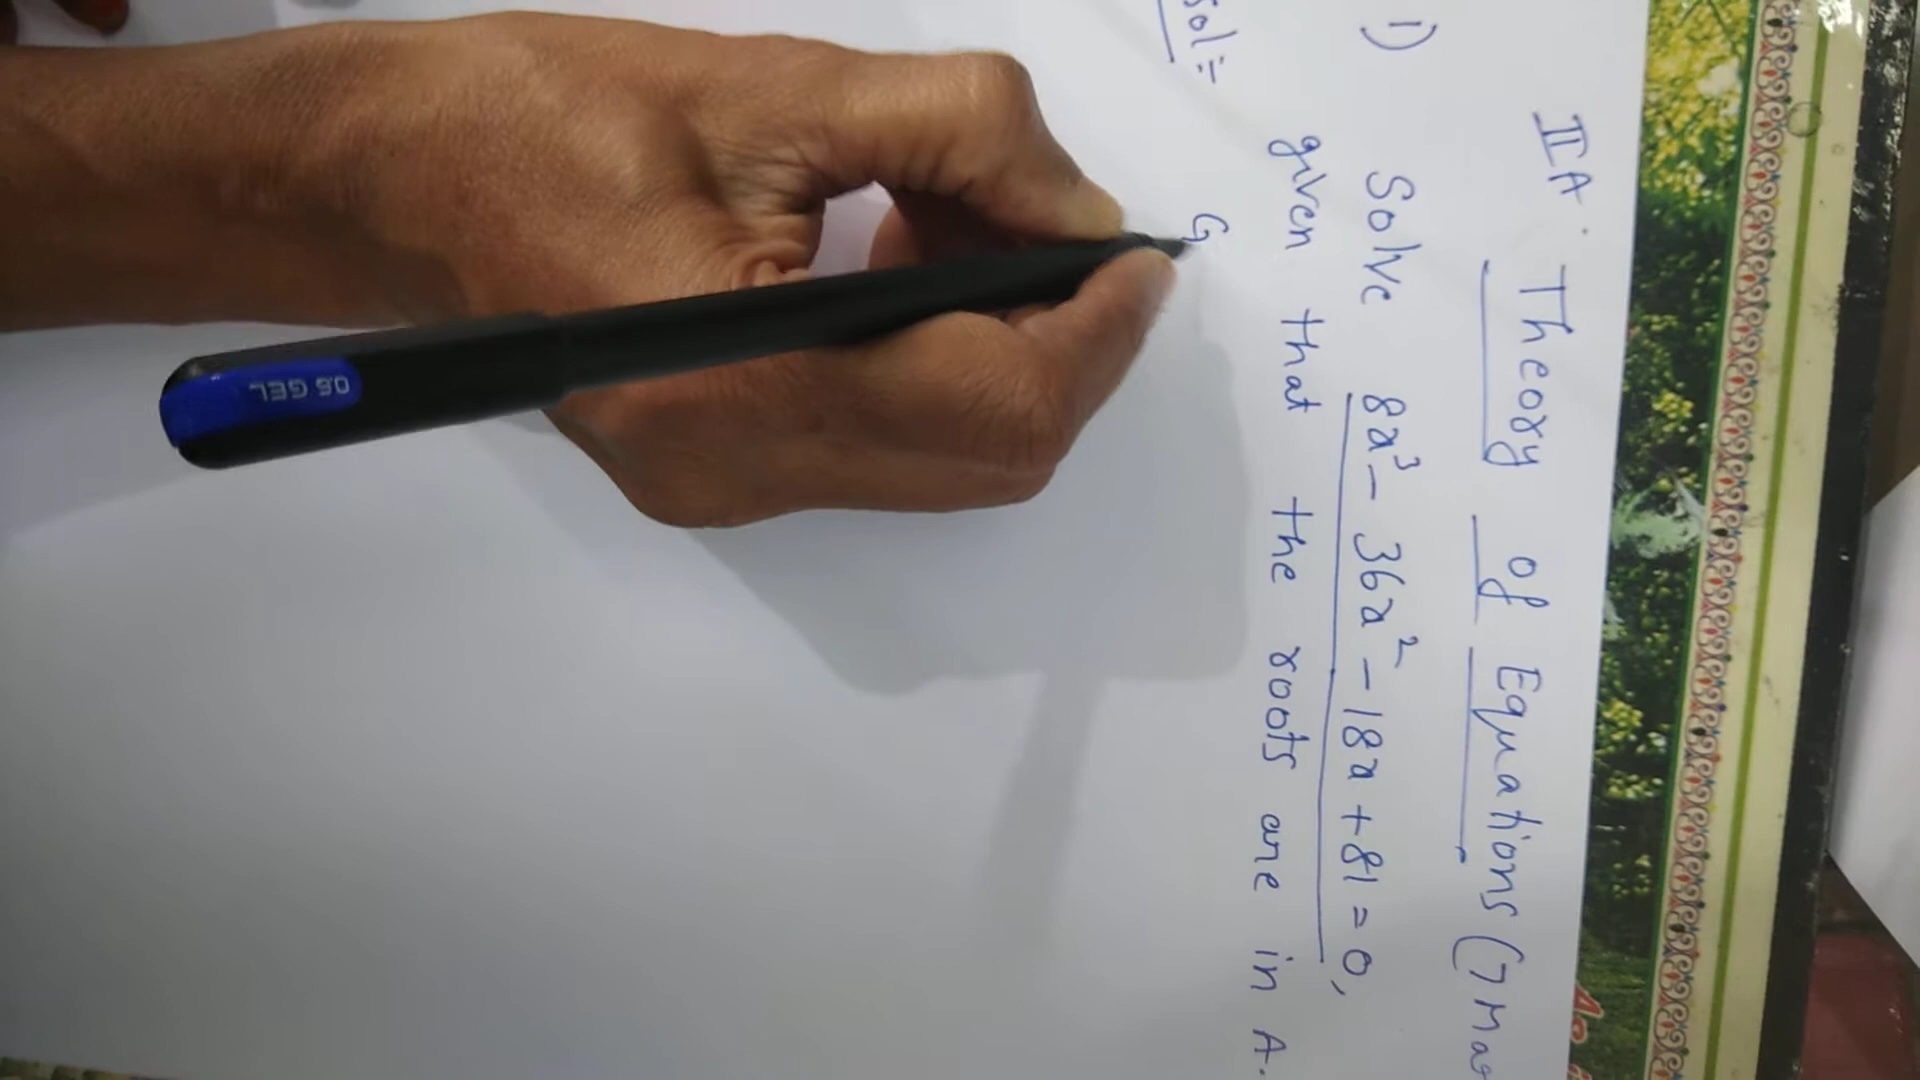 IIA. Theory of Equations (7 Ma
1) Solve 8x³ - 36x² - 18x + 81 = 0,
given that the roots are in A.
Sol:- G
0.5 GEL